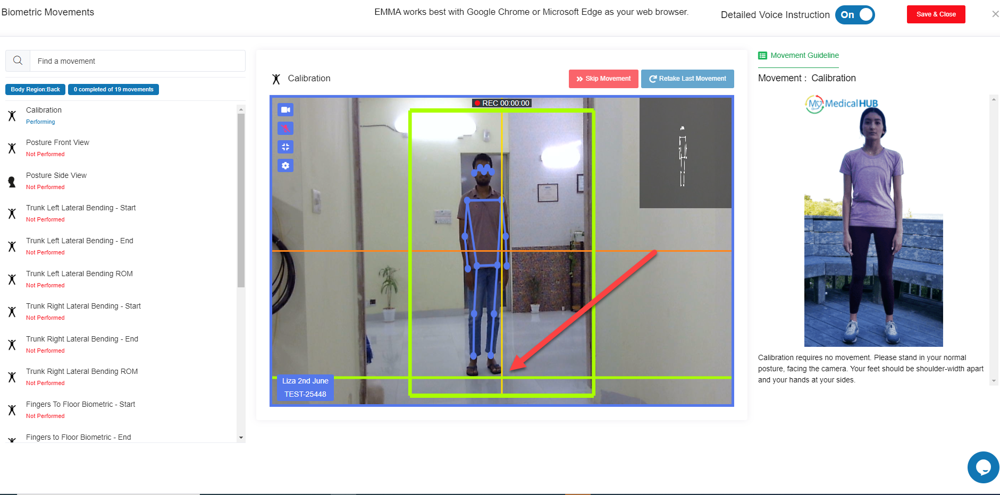 Biometric Movements
EMMA works best with Google Chrome or Microsoft Edge as your web browser.
Detailed Voice Instruction
On
Save & Close
Find a movement
Body Region:Back
0 completed of 19 movements
Calibration
Performing
Posture Front View
Not Performed
Posture Side View
Not Performed
Trunk Left Lateral Bending - Start
Not Performed
Trunk Left Lateral Bending - End
Not Performed
Trunk Left Lateral Bending ROM
Not Performed
Trunk Right Lateral Bending - Start
Not Performed
Trunk Right Lateral Bending - End
Not Performed
Trunk Right Lateral Bending ROM
Not Performed
Fingers To Floor Biometric - Start
Not Performed
Fingers to Floor Biometric - End
Calibration
Skip Movement
Retake Last Movement
REC 00:00:00
Liza 2nd June
TEST-25448
Movement Guideline
Movement : Calibration
My MedicalHUB
Calibration requires no movement. Please stand in your normal
posture, facing the camera. Your feet should be shoulder-width apart
and your hands at your sides.